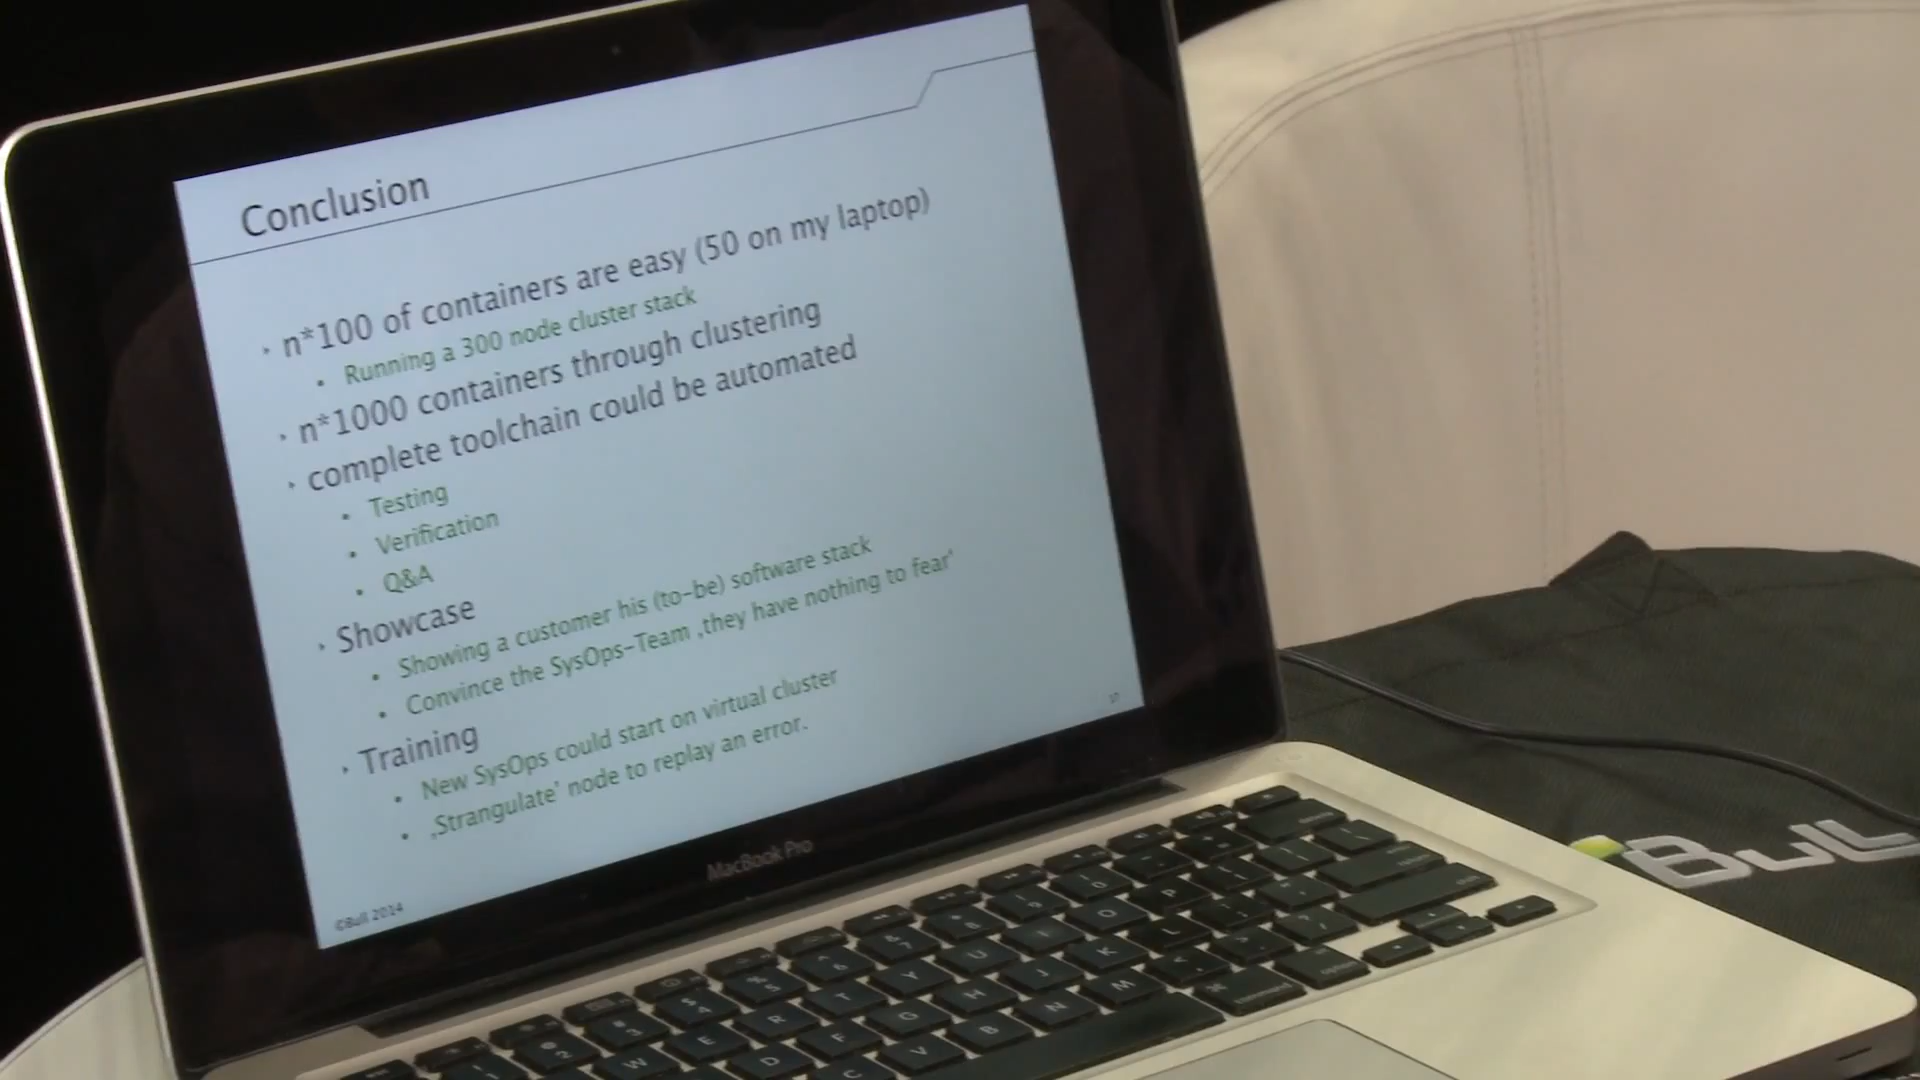 Conclusion
n*100 of containers are easy (50 on my laptop)
Running a 300 node cluster stack
n*1000 containers through clustering
complete toolchain could be automated
Testing
Verification
Q&A
Showcase
Showing a customer his (to-be) software stack
Convince the SysOps-Team ‚they have nothing to fear'
Training
New SysOps could start on virtual cluster
‚Strangulate' node to replay an error.
©Bull 2014
MacBook Pro
Bull